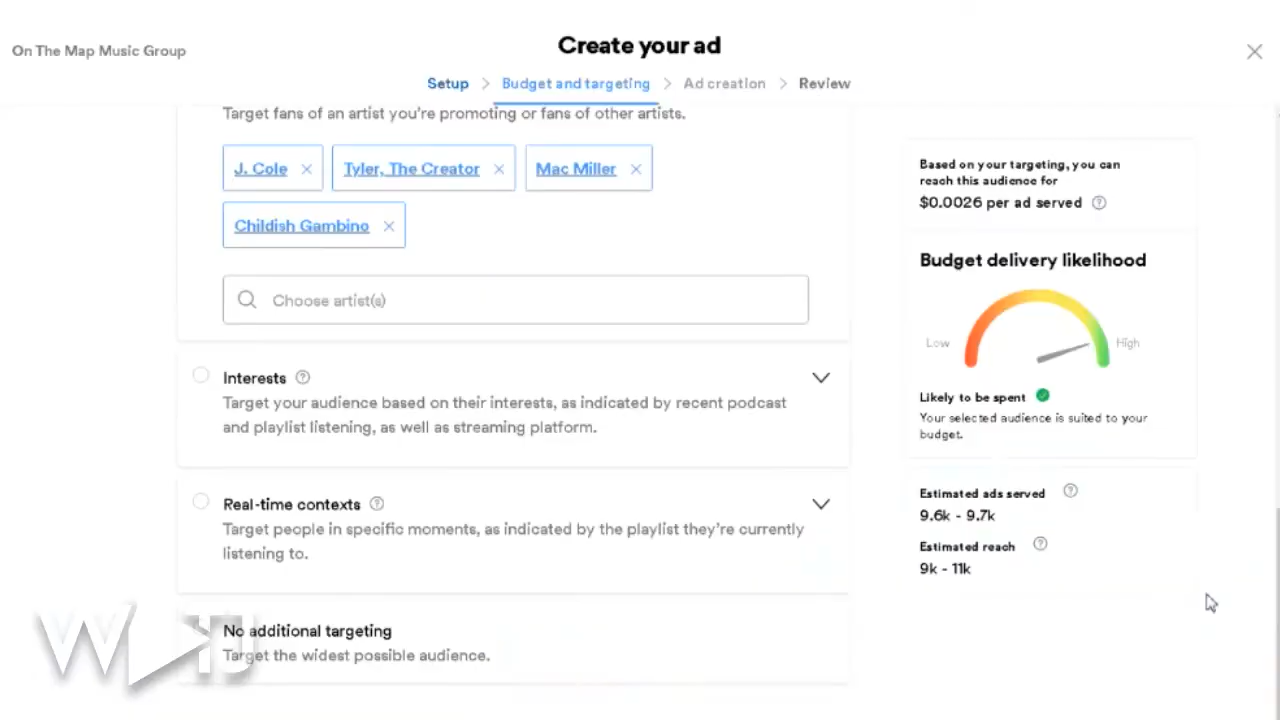 On The Map Music Group
Create your ad
Setup
Budget and targeting
Ad creation
Review
Target fans of an artist you're promoting or fans of other artists.
J. Cole
Tyler, The Creator
Mac Miller
Childish Gambino
Choose artist(s)
Interests
Target your audience based on their interests, as indicated by recent podcast
and playlist listening, as well as streaming platform.
Real-time contexts
Target people in specific moments, as indicated by the playlist they're currently
listening to.
No additional targeting
Target the widest possible audience.
Based on your targeting, you can
reach this audience for
$0.0026 per ad served
Budget delivery likelihood
Low
High
Likely to be spent
Your selected audience is suited to your
budget.
Estimated ads served
9.6k - 9.7k
Estimated reach
9k - 11k